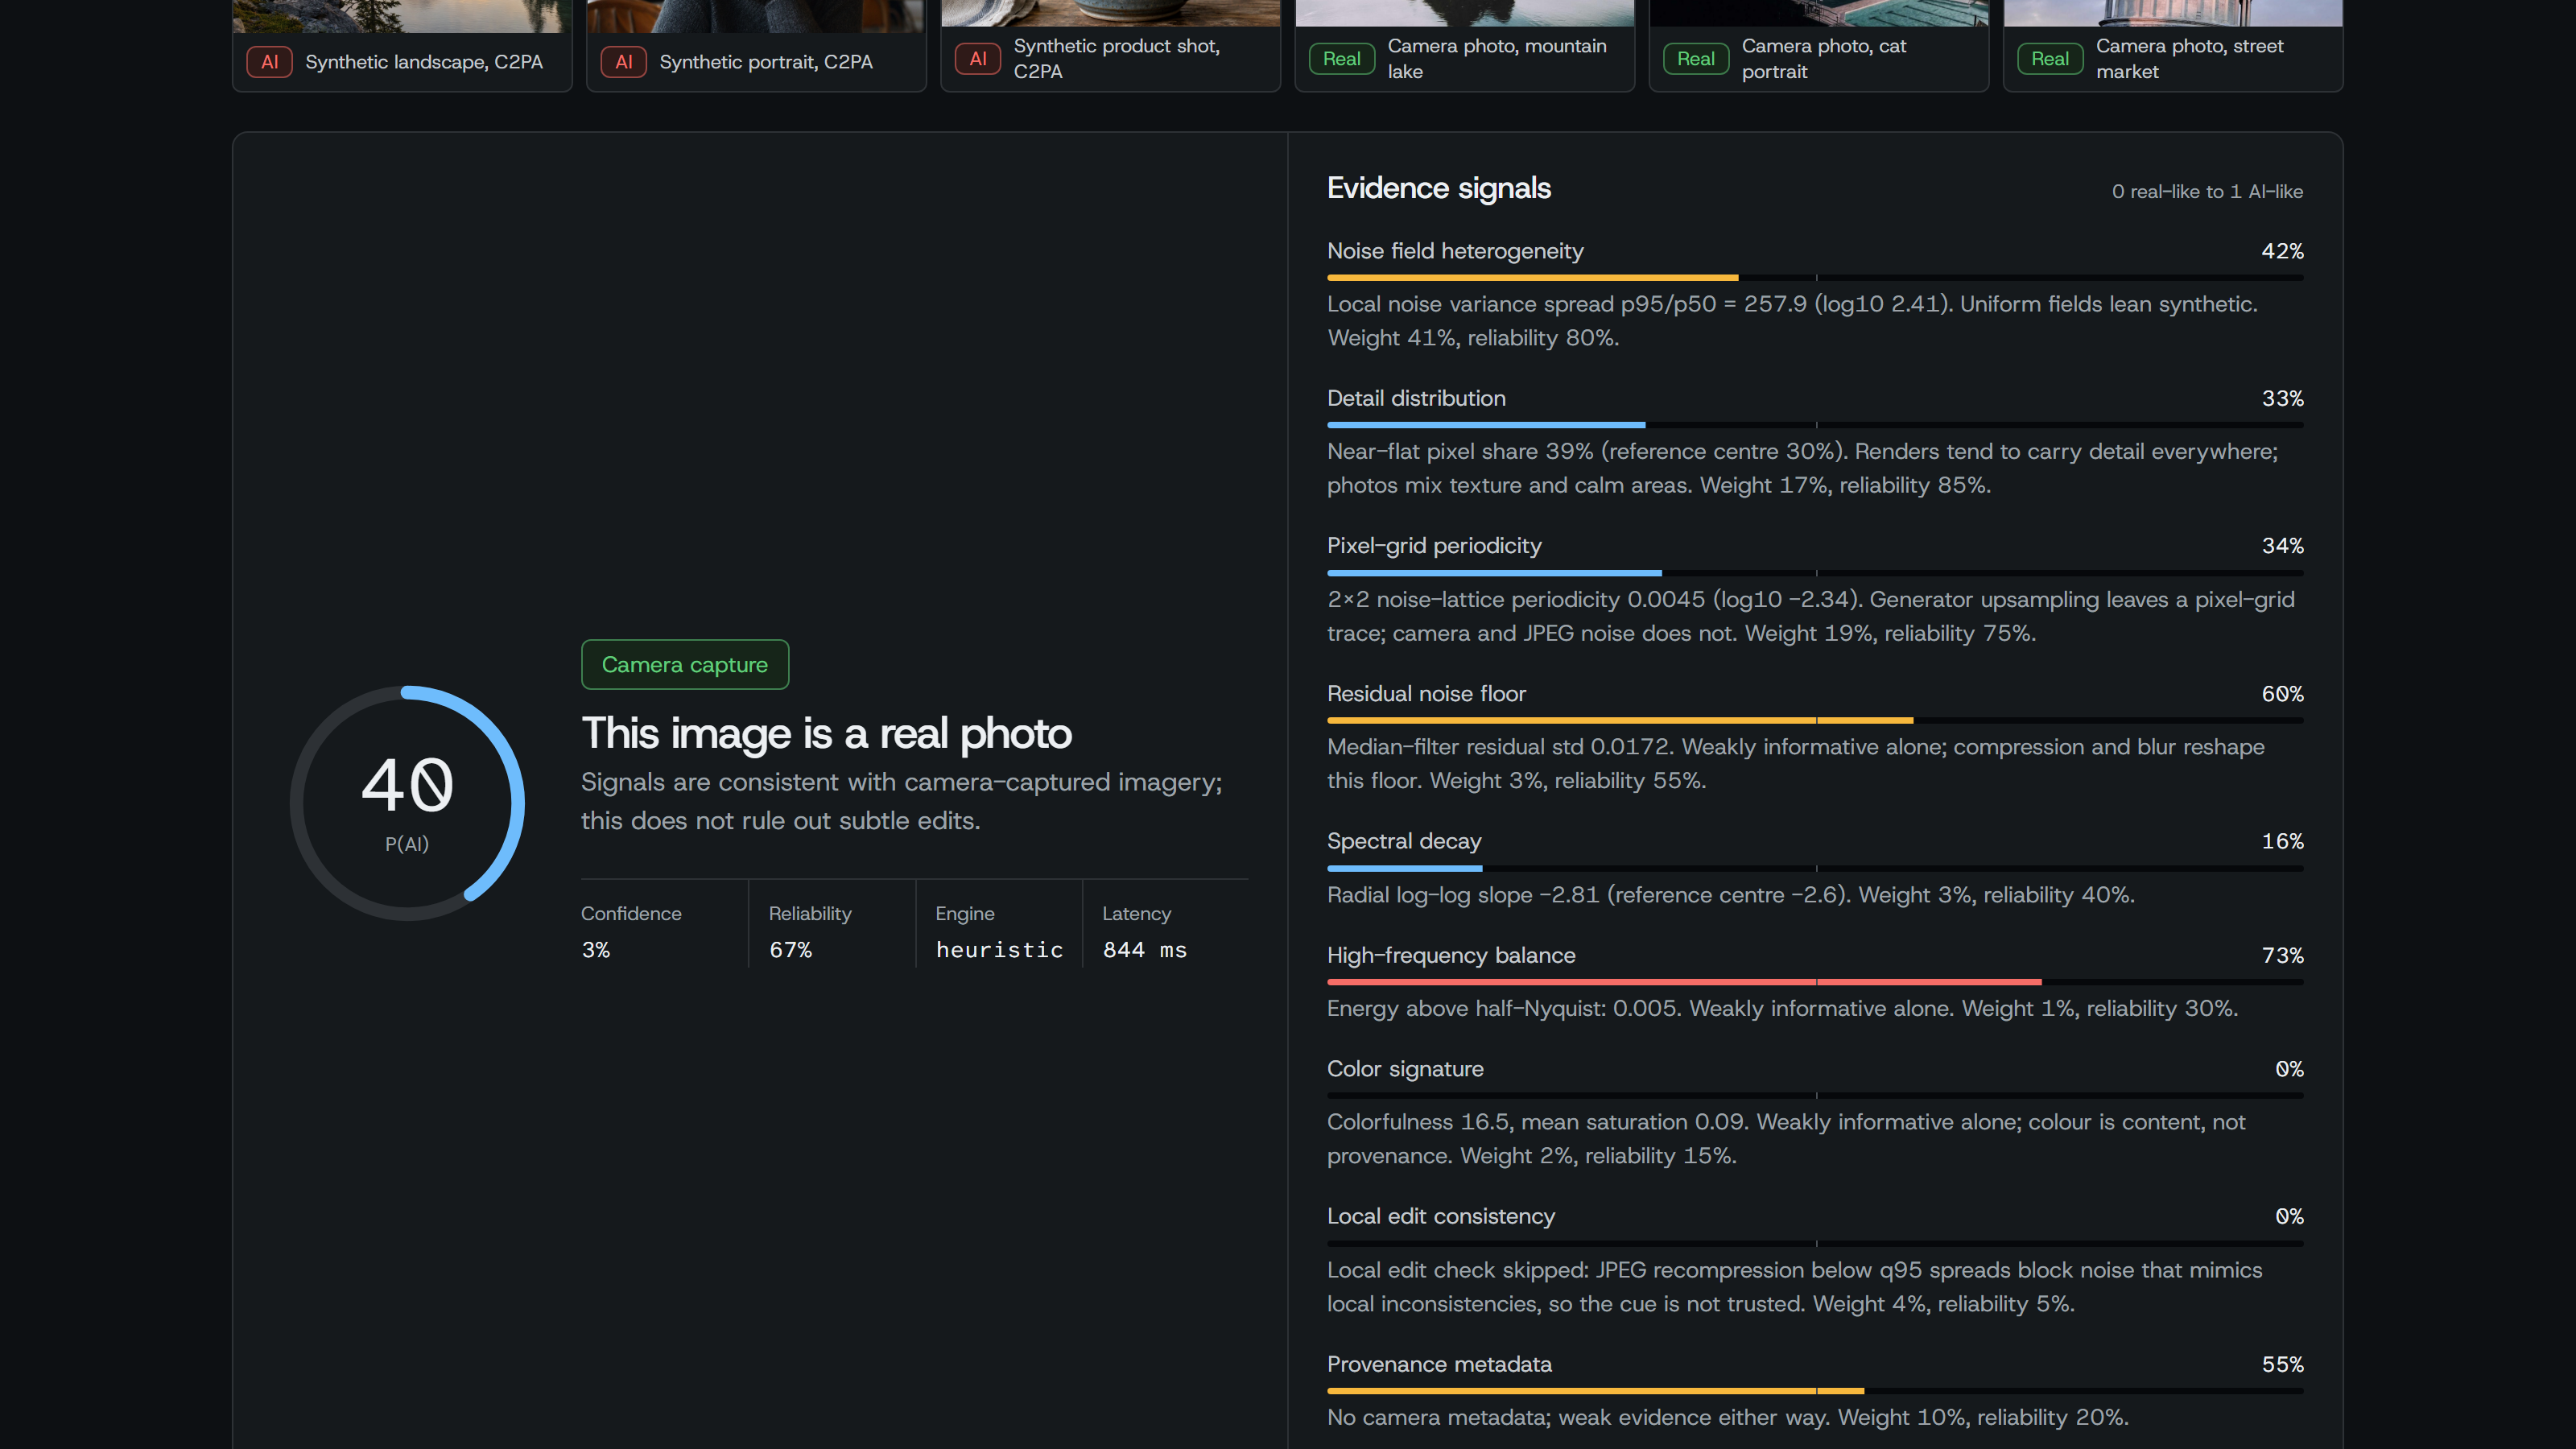 AI Synthetic landscape, C2PA
AI Synthetic portrait, C2PA
AI Synthetic product shot,
C2PA
Real Camera photo, mountain
lake
Real Camera photo, cat
portrait
Real Camera photo, street
market
40
P(AI)
Camera capture
This image is a real photo
Signals are consistent with camera-captured imagery;
this does not rule out subtle edits.
Confidence
3%
Reliability
67%
Engine
heuristic
Latency
844 ms
Evidence signals
0 real-like to 1 AI-like
Noise field heterogeneity 42%
Local noise variance spread p95/p50 = 257.9 (log10 2.41). Uniform fields lean synthetic.
Weight 41%, reliability 80%.
Detail distribution 33%
Near-flat pixel share 39% (reference centre 30%). Renders tend to carry detail everywhere;
photos mix texture and calm areas. Weight 17%, reliability 85%.
Pixel-grid periodicity 34%
2×2 noise-lattice periodicity 0.0045 (log10 -2.34). Generator upsampling leaves a pixel-grid
trace; camera and JPEG noise does not. Weight 19%, reliability 75%.
Residual noise floor 60%
Median-filter residual std 0.0172. Weakly informative alone; compression and blur reshape
this floor. Weight 3%, reliability 55%.
Spectral decay 16%
Radial log-log slope -2.81 (reference centre -2.6). Weight 3%, reliability 40%.
High-frequency balance 73%
Energy above half-Nyquist: 0.005. Weakly informative alone. Weight 1%, reliability 30%.
Color signature 0%
Colorfulness 16.5, mean saturation 0.09. Weakly informative alone; colour is content, not
provenance. Weight 2%, reliability 15%.
Local edit consistency 0%
Local edit check skipped: JPEG recompression below q95 spreads block noise that mimics
local inconsistencies, so the cue is not trusted. Weight 4%, reliability 5%.
Provenance metadata 55%
No camera metadata; weak evidence either way. Weight 10%, reliability 20%.